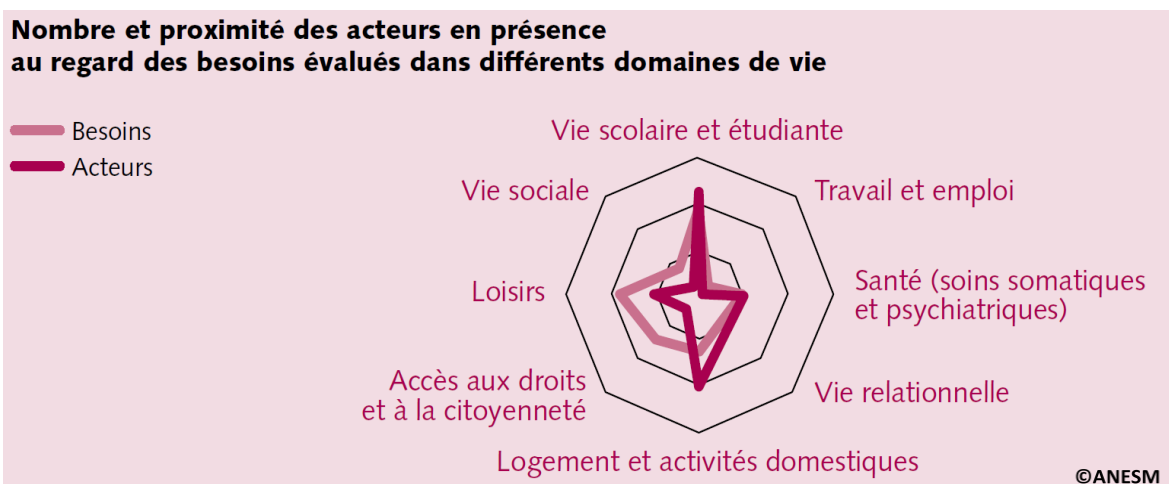 Nombre et proximité des acteurs en présence
au regard des besoins évalués dans différents domaines de vie
Besoins
Acteurs
Vie scolaire et étudiante
Vie sociale
Travail et emploi
Loisirs
Santé (soins somatiques
et psychiatriques)
Accès aux droits
et à la citoyenneté
Vie relationnelle
Logement et activités domestiques
©ANESM